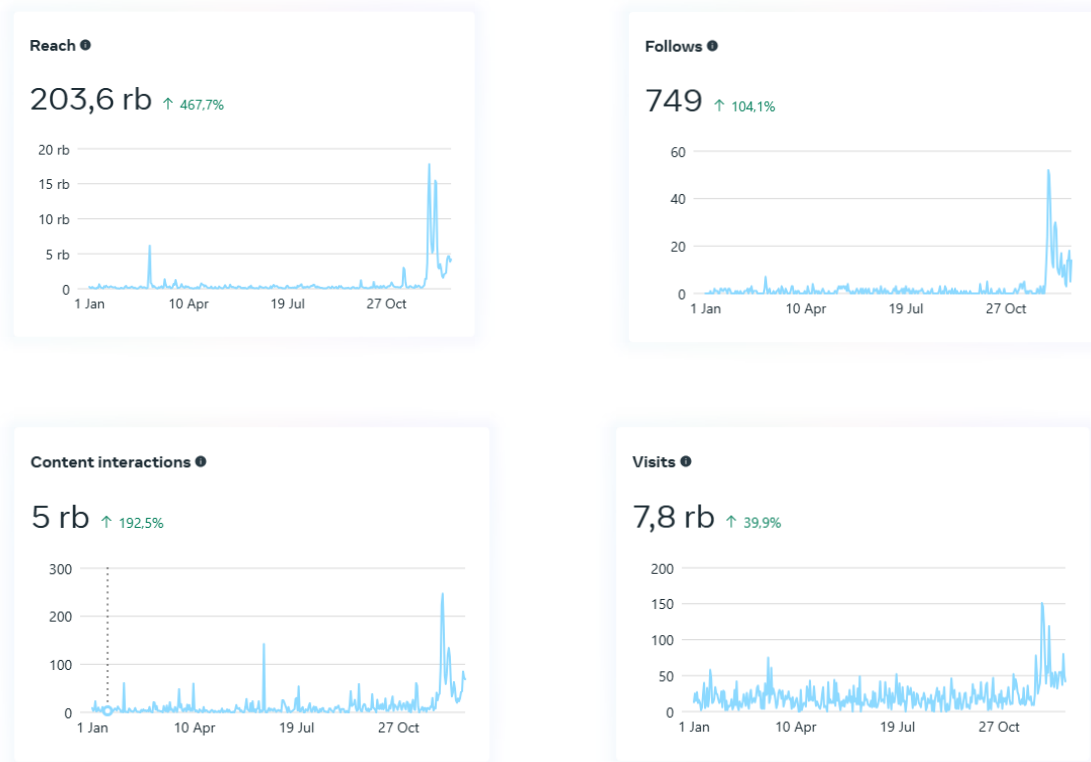 Reach
203,6 rb ↑ 467,7%
20 rb
15 rb
10 rb
5 rb
0
1 Jan 10 Apr 19 Jul 27 Oct
Follows
749 ↑ 104,1%
60
40
20
0
1 Jan 10 Apr 19 Jul 27 Oct
Content interactions
5 rb ↑ 192,5%
300
200
100
0
1 Jan 10 Apr 19 Jul 27 Oct
Visits
7,8 rb ↑ 39,9%
200
150
100
50
0
1 Jan 10 Apr 19 Jul 27 Oct